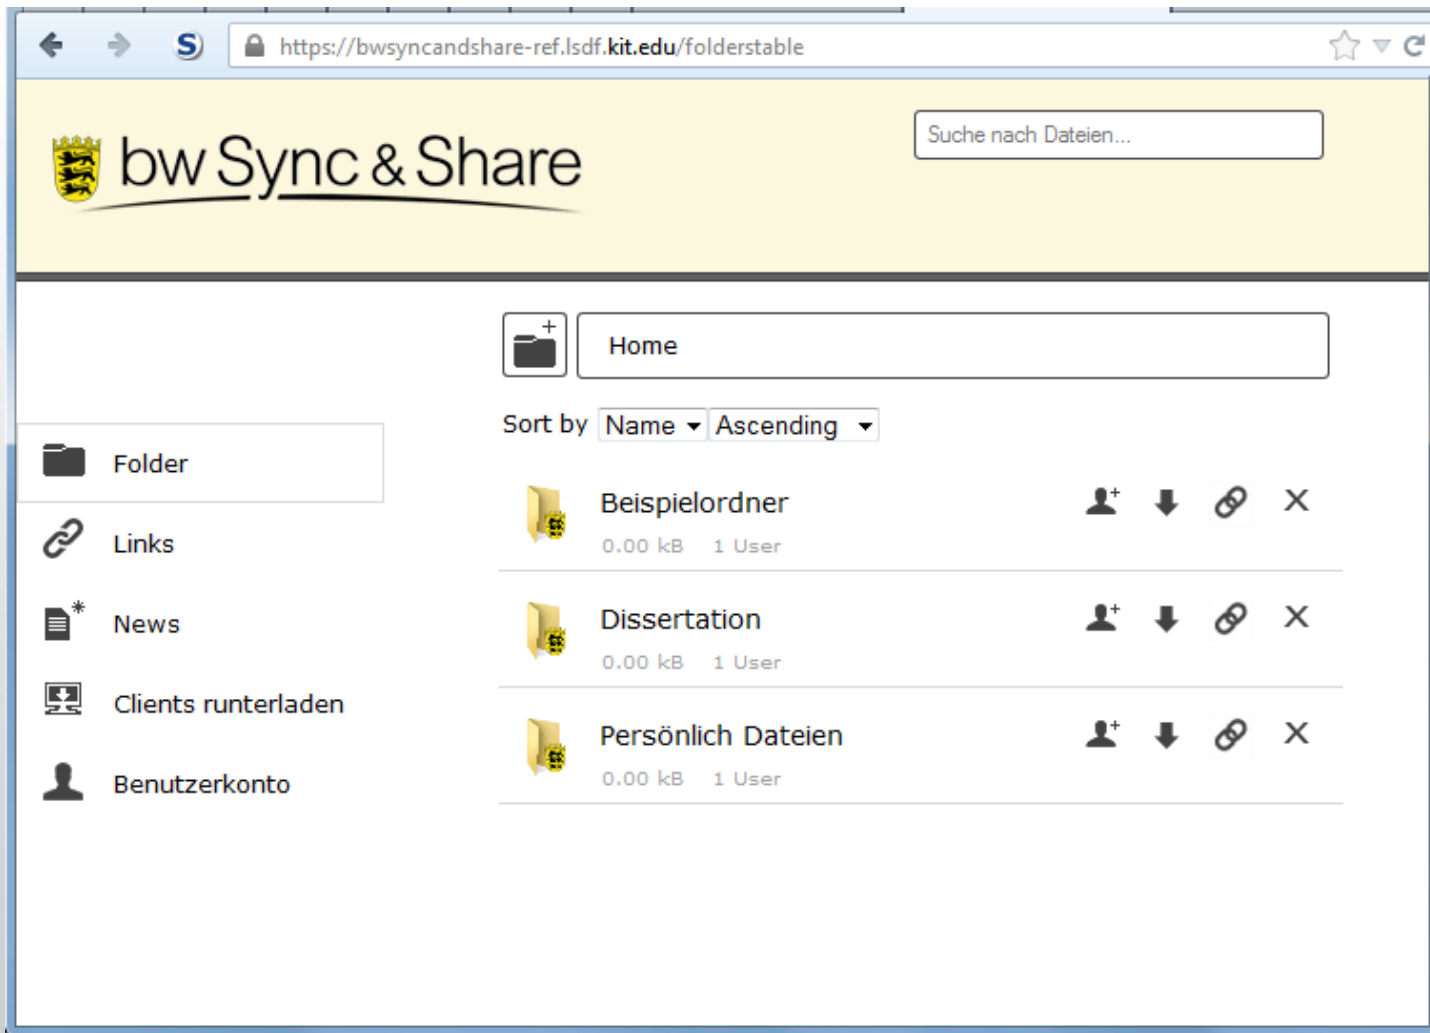 https://bwsyncandshare-ref.lsdf.kit.edu/folderstable
bw Sync & Share
Suche nach Dateien...
Home
Sort by Name Ascending
Folder
Links
News
Clients runterladen
Benutzerkonto
Beispielordner
0.00 kB 1 User
Dissertation
0.00 kB 1 User
Persönlich Dateien
0.00 kB 1 User